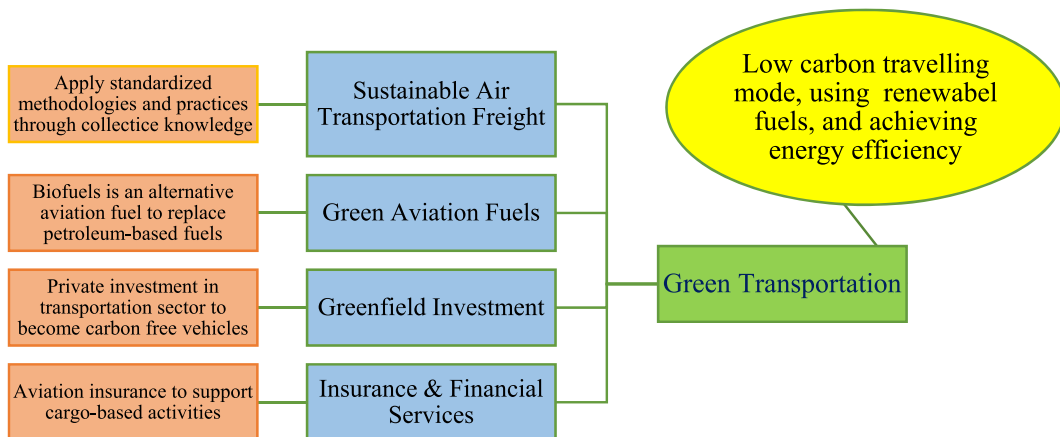 Apply standardized
methodologies and practices
through collectice knowledge
Sustainable Air
Transportation Freight
Low carbon travelling
mode, using renewabel
fuels, and achieving
energy efficiency
Biofuels is an alternative
aviation fuel to replace
petroleum-based fuels
Green Aviation Fuels
Green Transportation
Private investment in
transportation sector to
become carbon free vehicles
Greenfield Investment
Aviation insurance to support
cargo-based activities
Insurance & Financial
Services